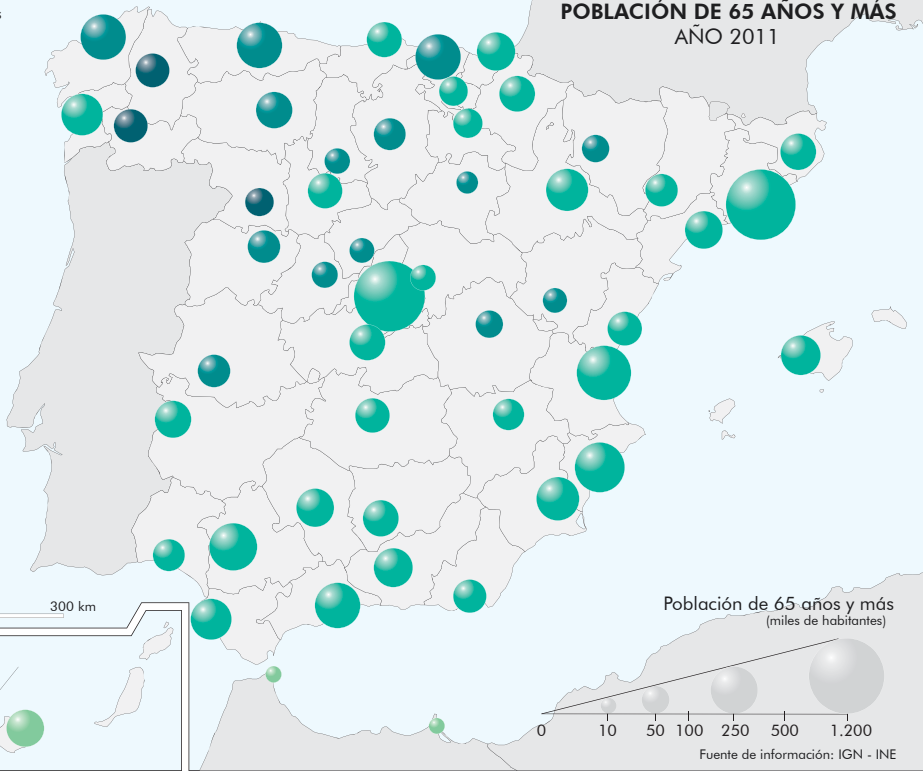 POBLACIÓN DE 65 AÑOS Y MÁS
AÑO 2011
300 km
Población de 65 años y más
(miles de habitantes)
0 10 50 100 250 500 1.200
Fuente de información: IGN - INE